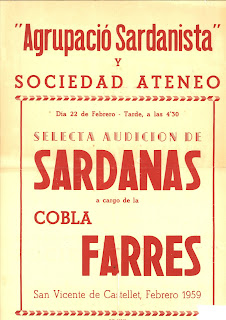 "Agrupació Sardanista"
Y
SOCIEDAD ATENEO
Dia 22 de Febrero - Tarde, a las 4'30
SELECTA AUDICION DE
SARDANAS
a cargo de la
COBLA
FARRES
San Vicente de Castellet, Febrero 1959